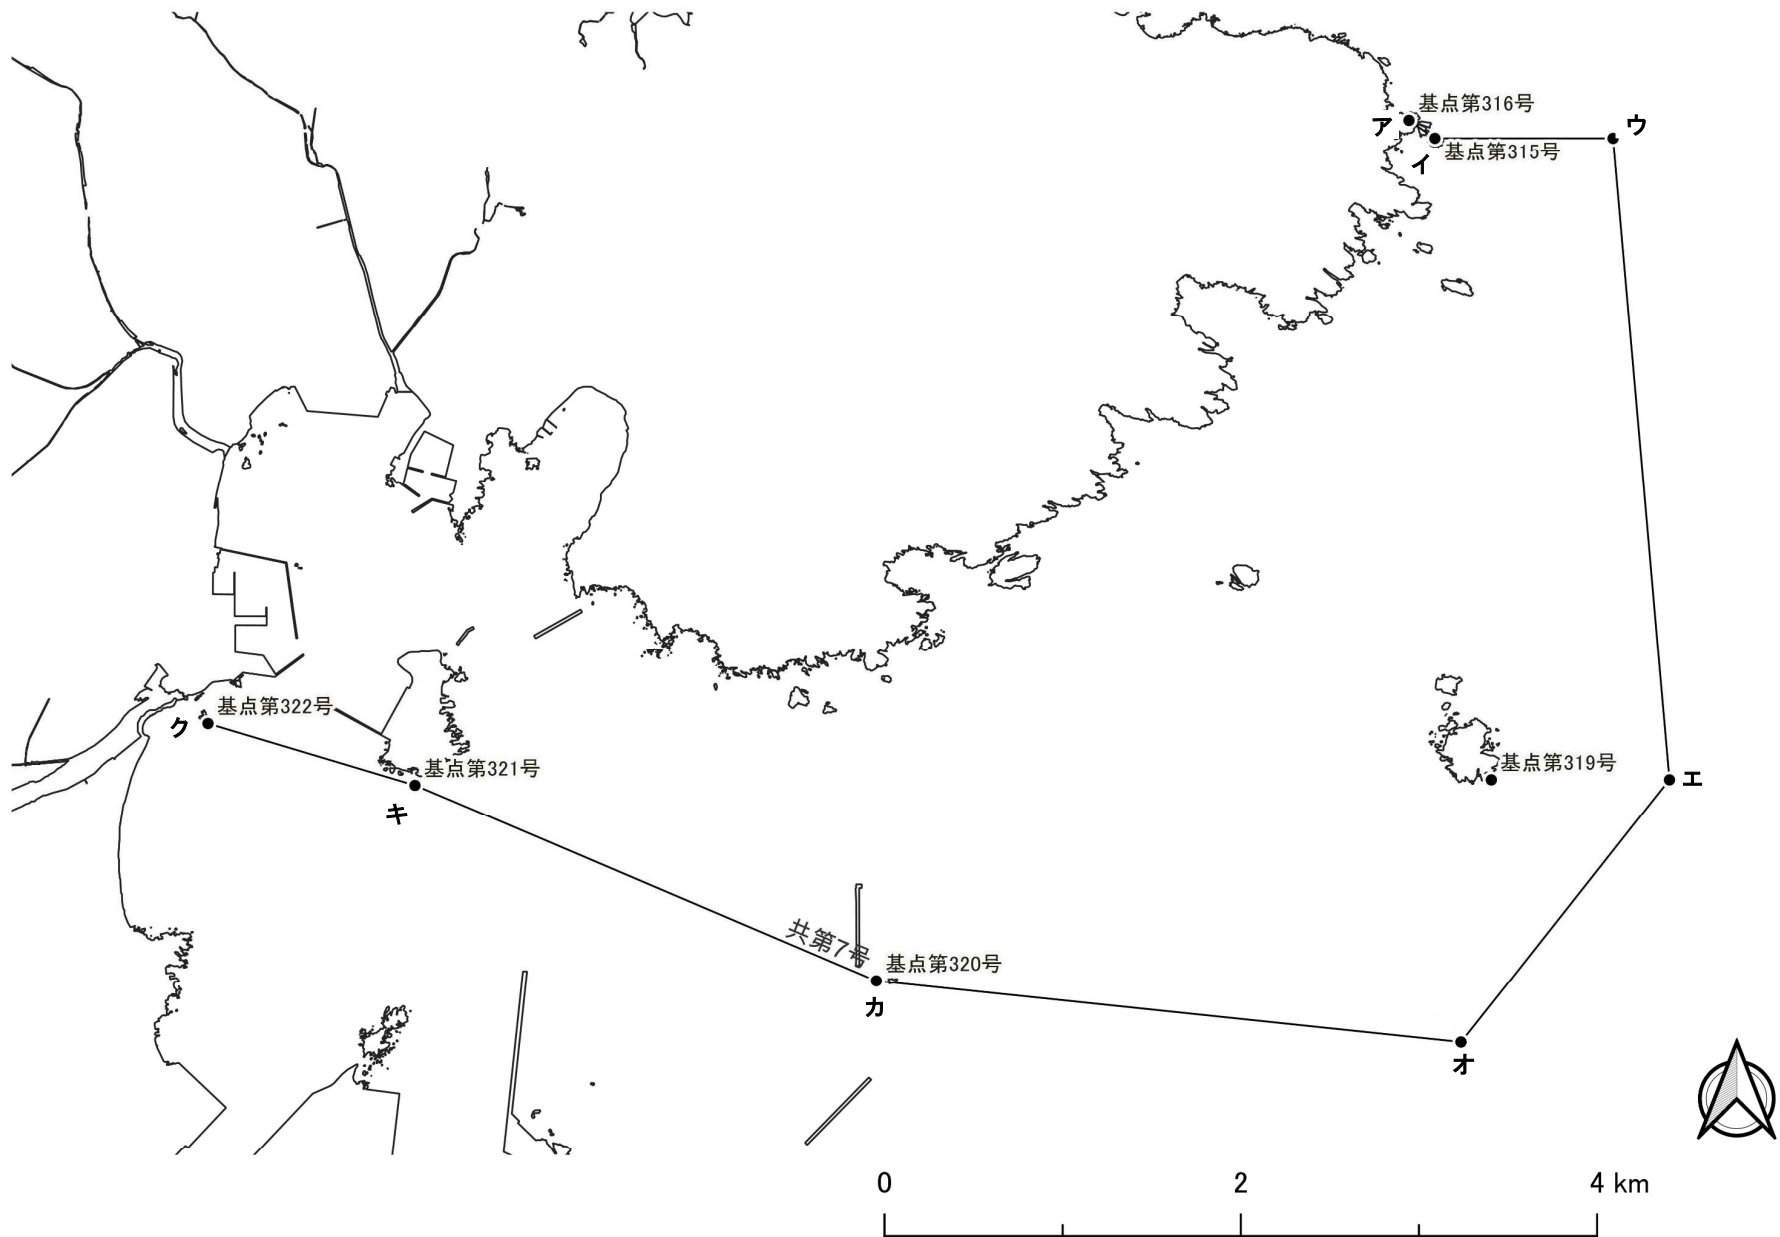 基点第316号
ア
ウ
基点第315号
イ
基点第322号
ク
基点第319号
エ
基点第321号
キ
共第7号
基点第320号
カ
オ
0 2 4 km